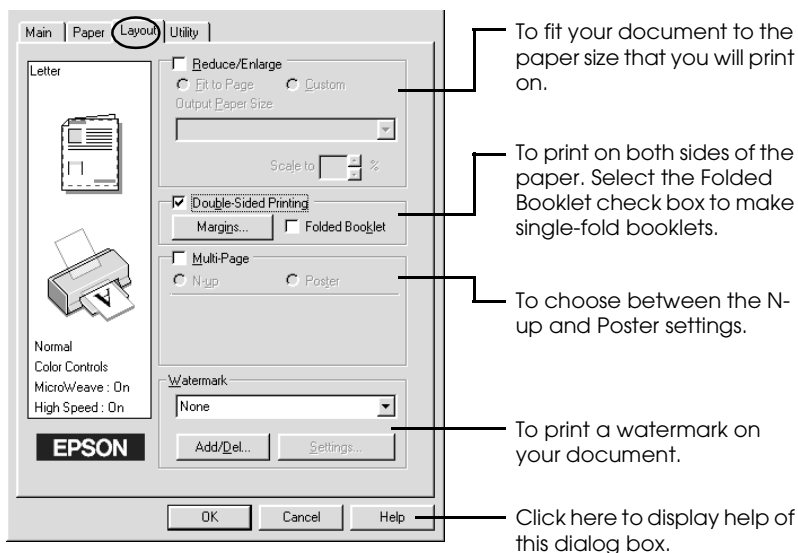 Main Paper Layout Utility
Letter
Reduce/Enlarge
Fit to Page Custom
Output Paper Size
Scale to %
Double-Sided Printing
Margins... Folded Booklet
Multi-Page
N-up Poster
Normal
Color Controls
MicroWeave : On
High Speed : On
EPSON
Watermark
None
Add/Del... Settings...
OK Cancel Help
To fit your document to the
paper size that you will print
on.
To print on both sides of the
paper. Select the Folded
Booklet check box to make
single-fold booklets.
To choose between the N-
up and Poster settings.
To print a watermark on
your document.
Click here to display help of
this dialog box.